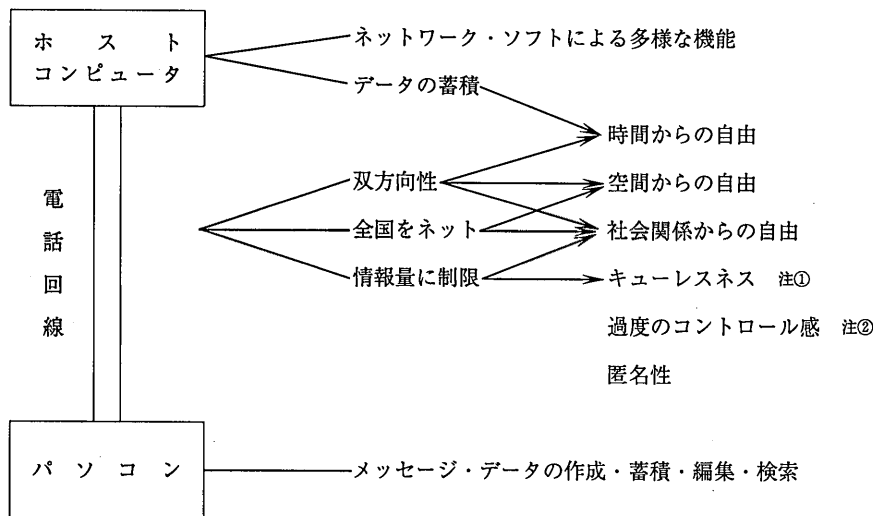 ホスト
コンピュータ
ネットワーク・ソフトによる多様な機能
データの蓄積
時間からの自由
双方向性
空間からの自由
電話回線
全国をネット
社会関係からの自由
情報量に制限
キューレスネス 注①
過度のコントロール感 注②
匿名性
パソコン
メッセージ・データの作成・蓄積・編集・検索